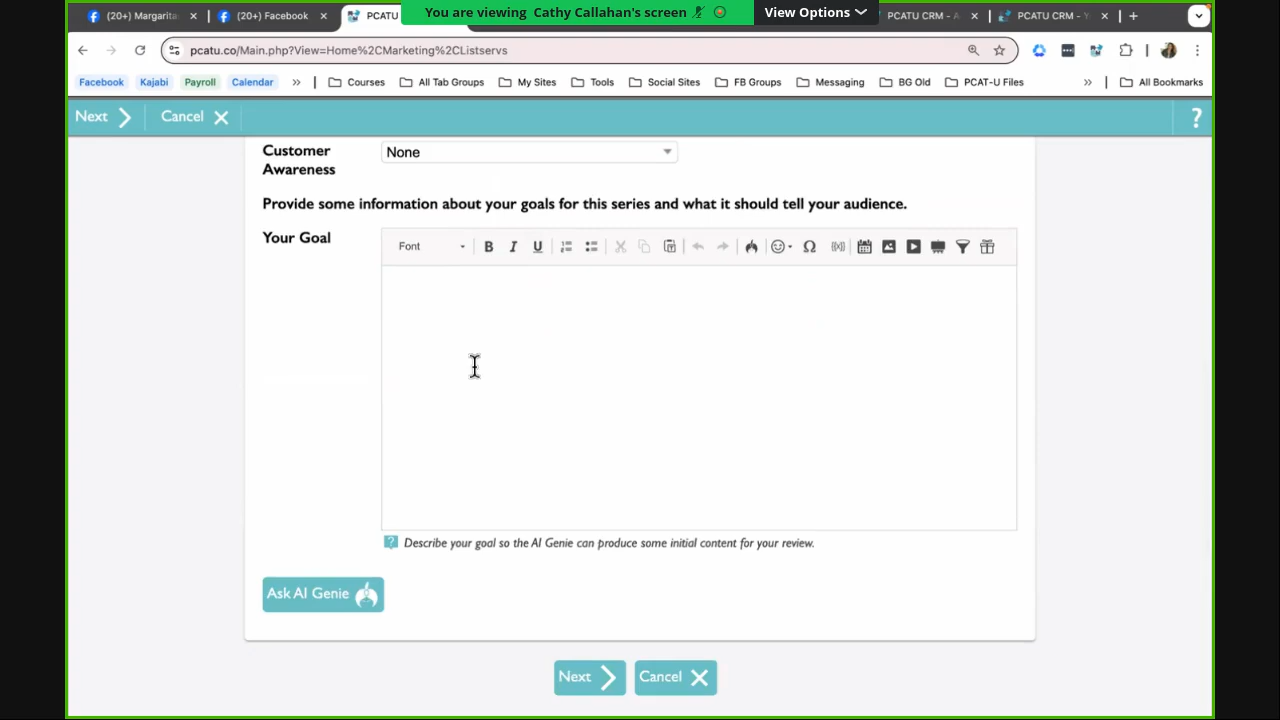 (20+) Margarita
(20+) Facebook
PCATU
You are viewing Cathy Callahan's screen
View Options
PCATU CRM - A
PCATU CRM - Y
pcatu.co/Main.php?View=Home%2CMarketing%2CListservs
Facebook
Kajabi
Payroll
Calendar
Courses
All Tab Groups
My Sites
Tools
Social Sites
FB Groups
Messaging
BG Old
PCAT-U Files
All Bookmarks
Next
Cancel
?
Customer
Awareness
None
Provide some information about your goals for this series and what it should tell your audience.
Your Goal
Font
B I U
Describe your goal so the AI Genie can produce some initial content for your review.
Ask AI Genie
Next
Cancel